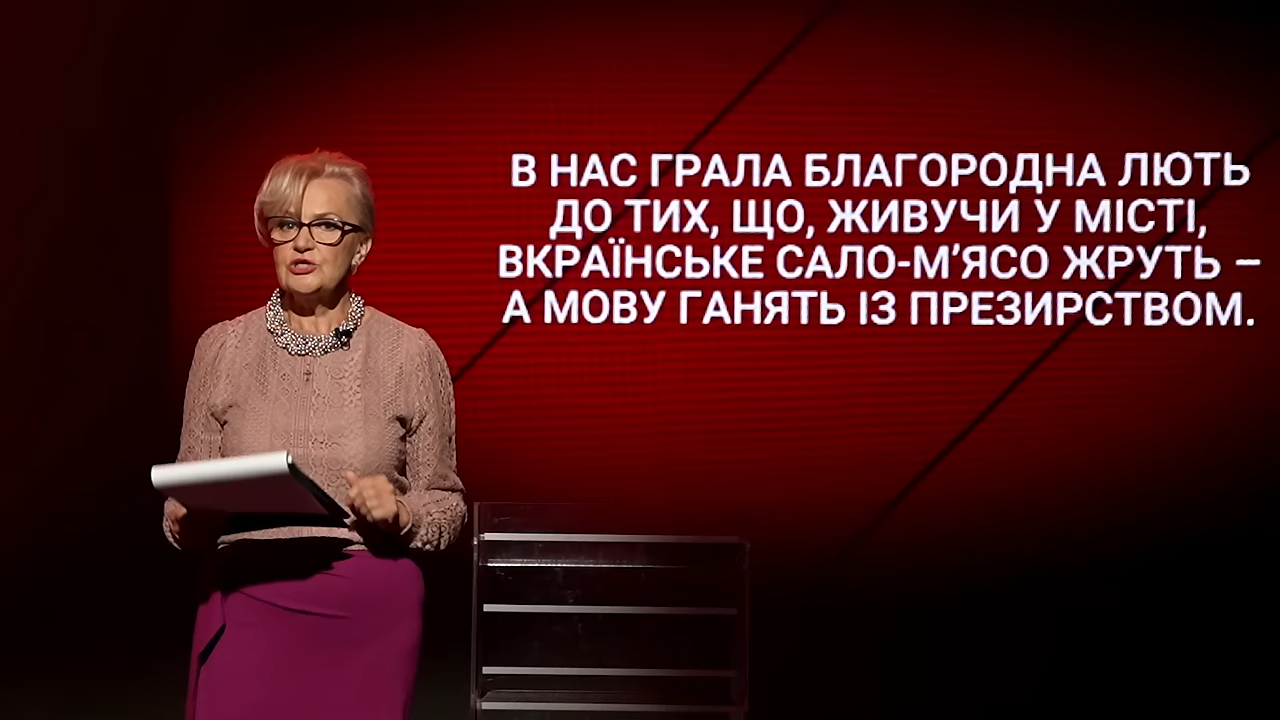 В НАС ГРАЛА БЛАГОРОДНА ЛЮТЬ
ДО ТИХ, ЩО, ЖИВУЧИ У МІСТІ,
ВКРАЇНСЬКЕ САЛО-М’ЯСО ЖРУТЬ –
А МОВУ ГАНЯТЬ ІЗ ПРЕЗИРСТВОМ.